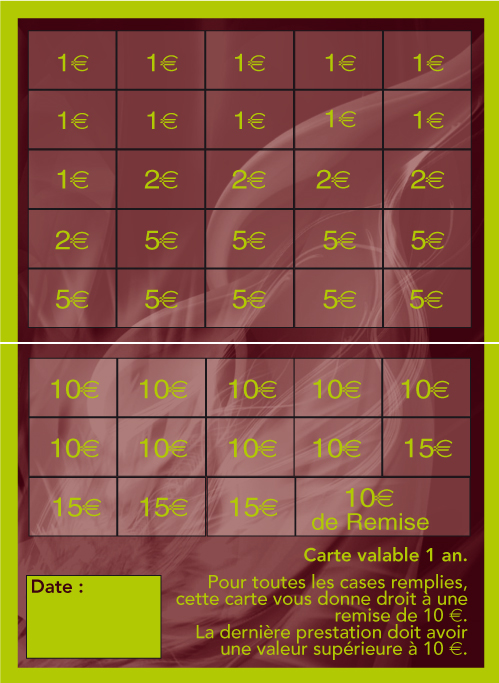 1€ 1€ 1€ 1€ 1€
1€ 1€ 1€ 1€ 1€
1€ 2€ 2€ 2€ 2€
2€ 5€ 5€ 5€ 5€
5€ 5€ 5€ 5€ 5€
10€ 10€ 10€ 10€ 10€
10€ 10€ 10€ 10€ 15€
15€ 15€ 15€ 10€
de Remise
Carte valable 1 an.
Date :
Pour toutes les cases remplies,
cette carte vous donne droit à une
remise de 10 €.
La dernière prestation doit avoir
une valeur supérieure à 10 €.